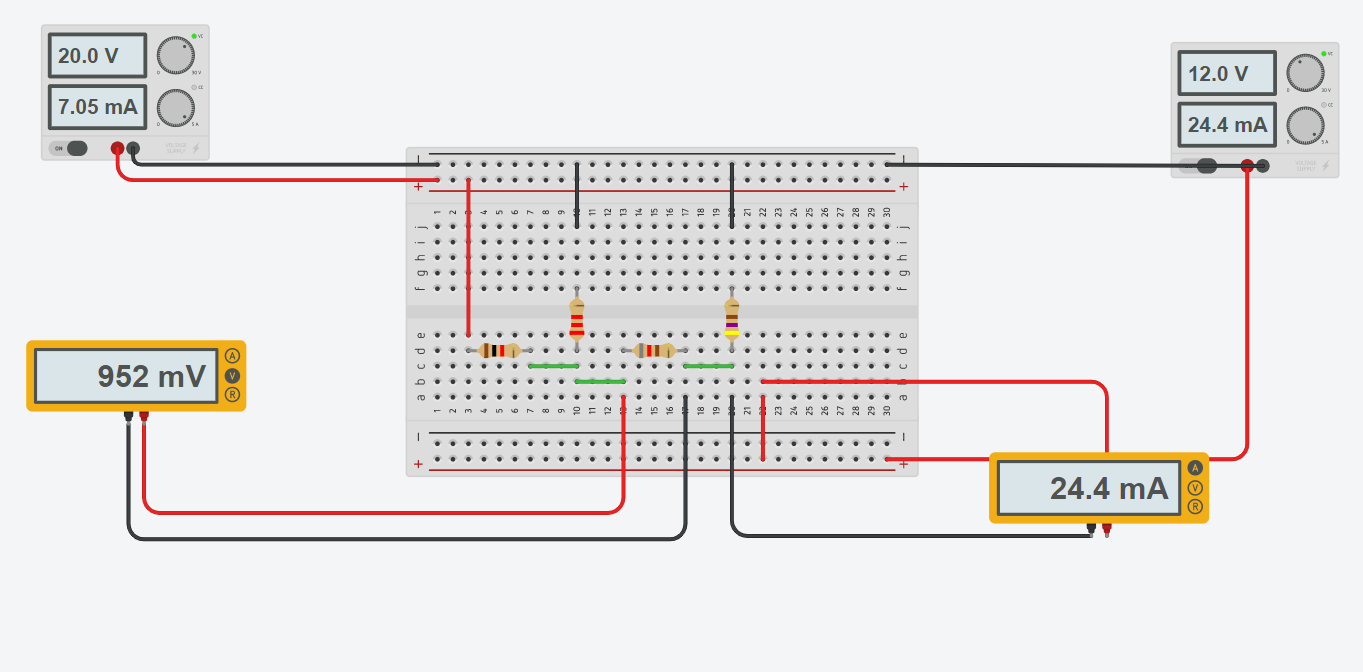 20.0 V
7.05 mA
ON
VOLTAGE
SUPPLY
12.0 V
24.4 mA
VOLTAGE
SUPPLY
1 2 3 4 5 6 7 8 9 10 11 12 13 14 15 16 17 18 19 20 21 22 23 24 25 26 27 28 29 30
j j
i i
h h
g g
f f
e e
d d
c c
b b
a a
1 2 3 4 5 6 7 8 9 10 11 12 13 14 15 16 17 18 19 20 21 22 23 24 25 26 27 28 29 30
952 mV
A
V
R
24.4 mA
A
V
R